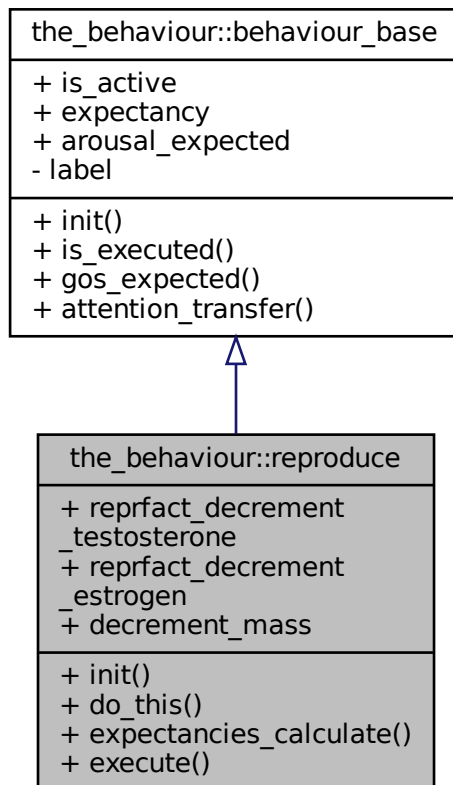 the_behaviour::behaviour_base
+ is_active
+ expectancy
+ arousal_expected
- label
+ init()
+ is_executed()
+ gos_expected()
+ attention_transfer()
the_behaviour::reproduce
+ reprfact_decrement
_testosterone
+ reprfact_decrement
_estrogen
+ decrement_mass
+ init()
+ do_this()
+ expectancies_calculate()
+ execute()